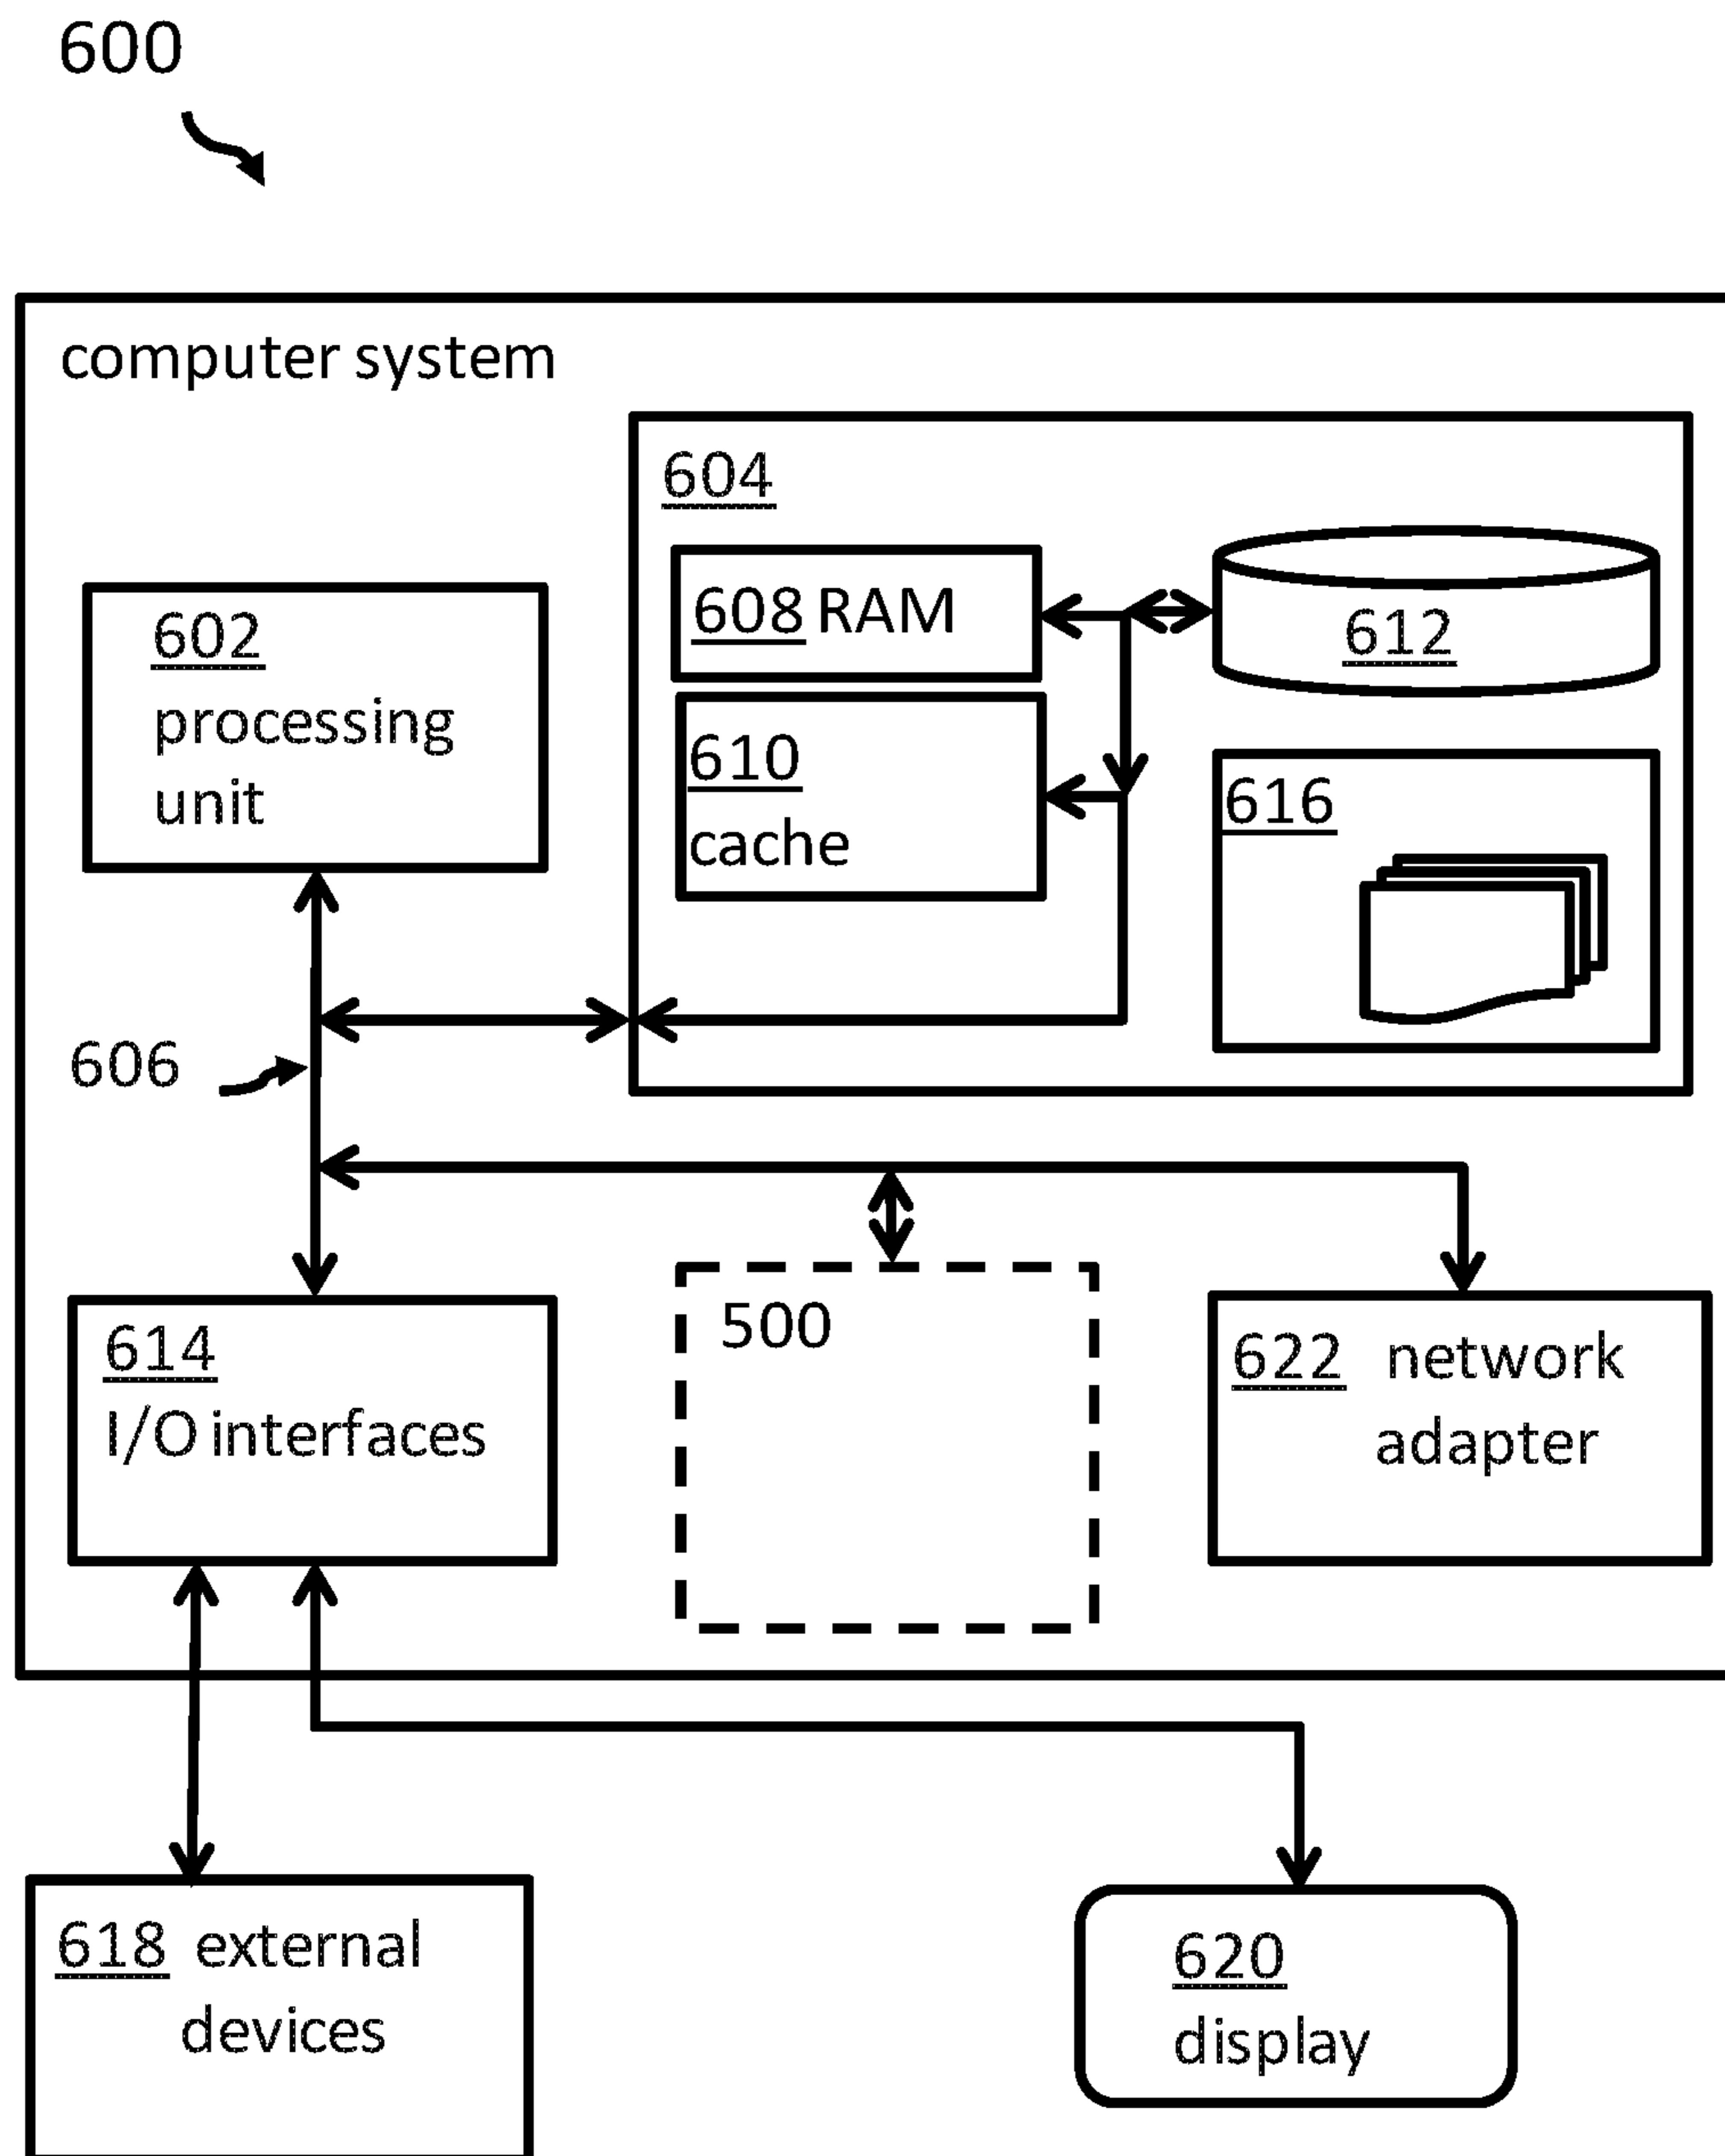 600
computer system
604
608 RAM
612
602
processing
unit
610
cache
616
606
614
I/O interfaces
500
622 network
adapter
618 external
devices
620
display